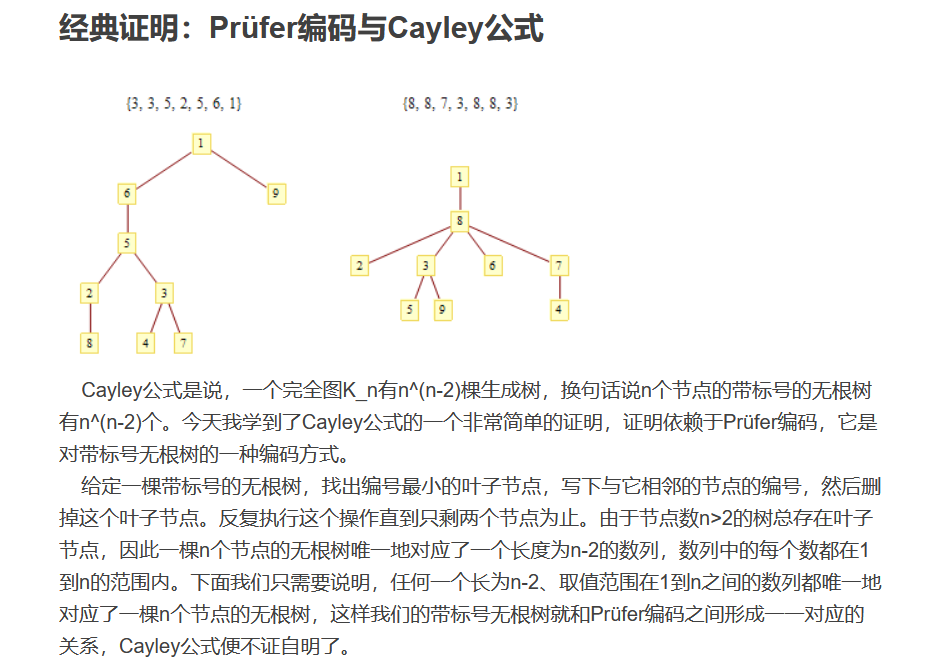 经典证明：Prüfer编码与Cayley公式
{3, 3, 5, 2, 5, 6, 1}
{8, 8, 7, 3, 8, 8, 3}
1
6 9
5
2 3
8 4 7
1
8
2 3 6 7
5 9 4
Cayley公式是说，一个完全图K_n有n^(n-2)棵生成树，换句话说n个节点的带标号的无根树
有n^(n-2)个。今天我学到了Cayley公式的一个非常简单的证明，证明依赖于Prüfer编码，它是
对带标号无根树的一种编码方式。
给定一棵带标号的无根树，找出编号最小的叶子节点，写下与它相邻的节点的编号，然后删
掉这个叶子节点。反复执行这个操作直到只剩两个节点为止。由于节点数n>2的树总存在叶子
节点，因此一棵n个节点的无根树唯一地对应了一个长度为n-2的数列，数列中的每个数都在1
到n的范围内。下面我们只需要说明，任何一个长为n-2、取值范围在1到n之间的数列都唯一地
对应了一棵n个节点的无根树，这样我们的带标号无根树就和Prüfer编码之间形成一一对应的
关系，Cayley公式便不证自明了。